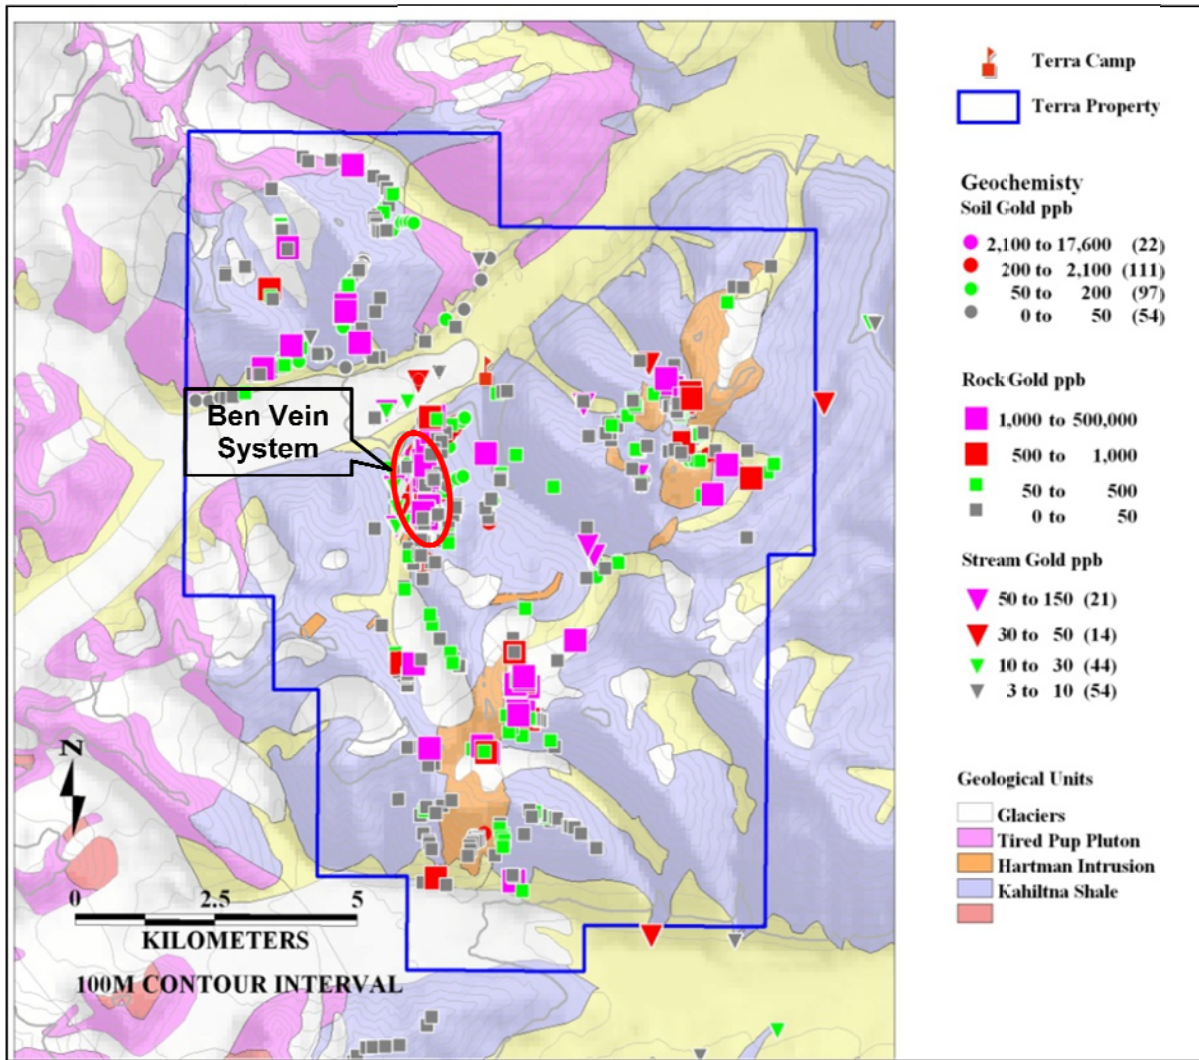 Ben Vein
System
N
0 2.5 5
KILOMETERS
100M CONTOUR INTERVAL
Terra Camp
Terra Property
Geochemisty
Soil Gold ppb
2,100 to 17,600 (22)
200 to 2,100 (111)
50 to 200 (97)
0 to 50 (54)
Rock Gold ppb
1,000 to 500,000
500 to 1,000
50 to 500
0 to 50
Stream Gold ppb
50 to 150 (21)
30 to 50 (14)
10 to 30 (44)
3 to 10 (54)
Geological Units
Glaciers
Tired Pup Pluton
Hartman Intrusion
Kahiltna Shale